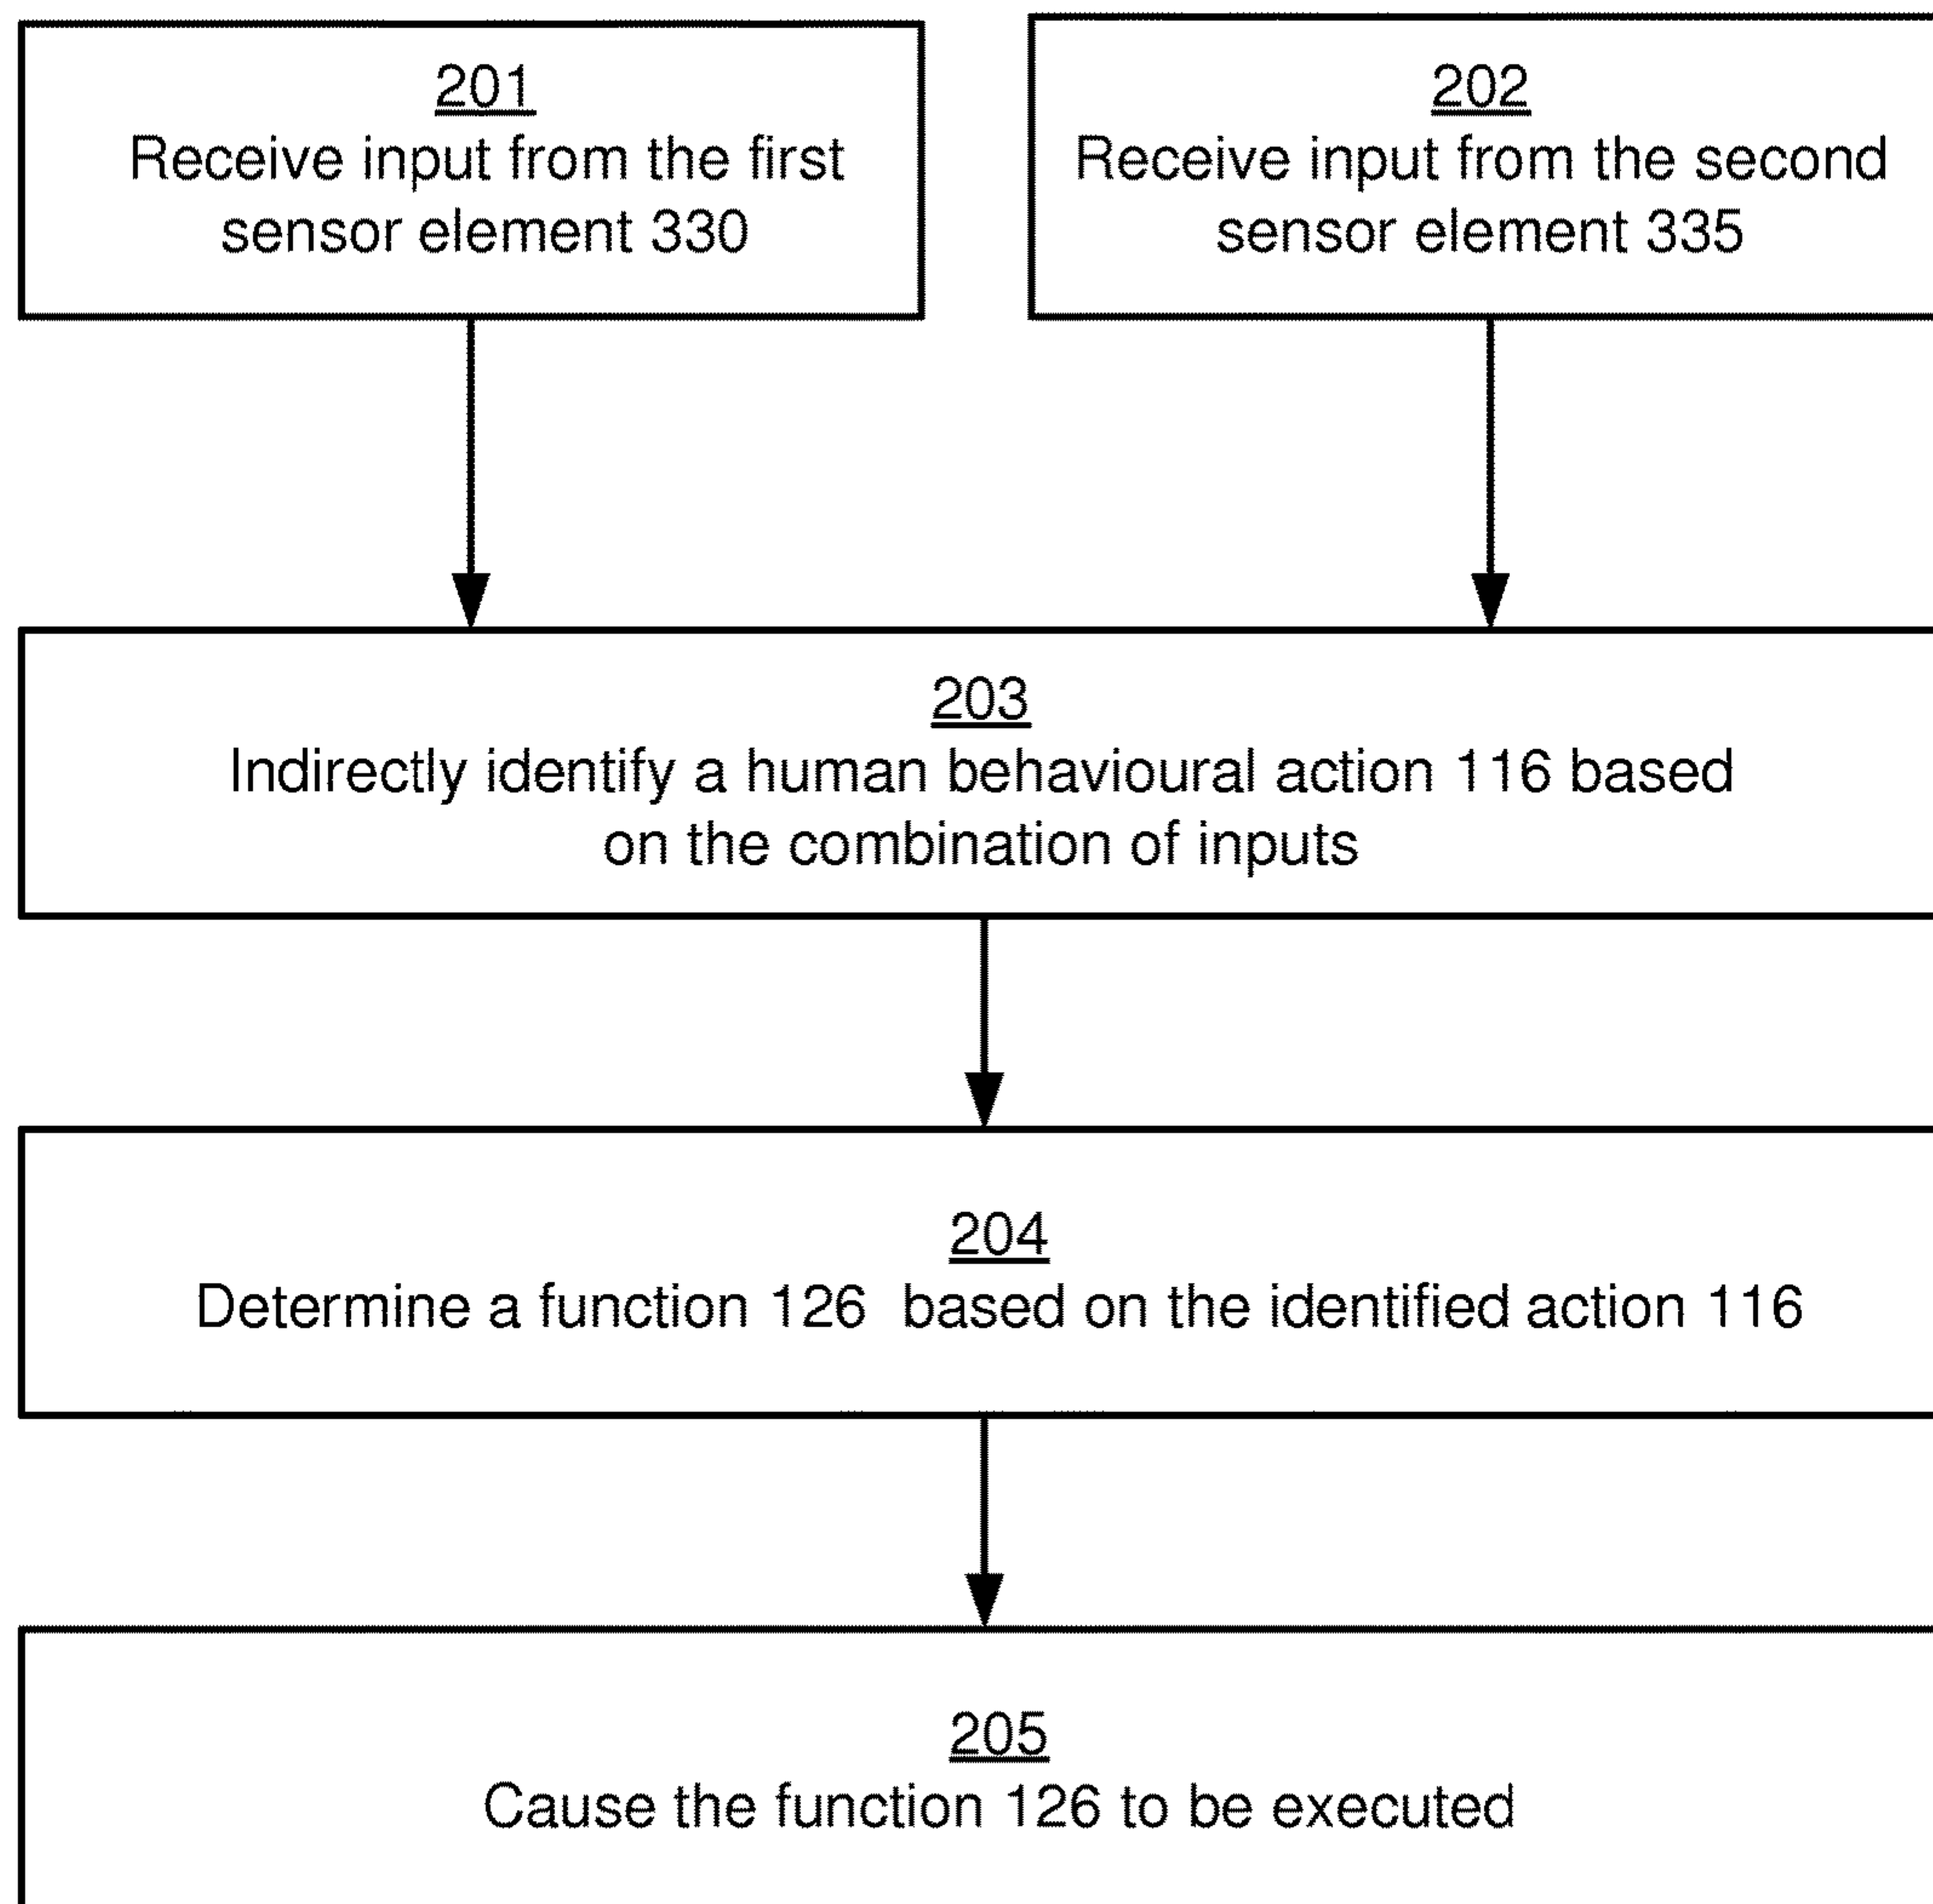 201
Receive input from the first
sensor element 330
202
Receive input from the second
sensor element 335
203
Indirectly identify a human behavioural action 116 based
on the combination of inputs
204
Determine a function 126  based on the identified action 116
205
Cause the function 126 to be executed